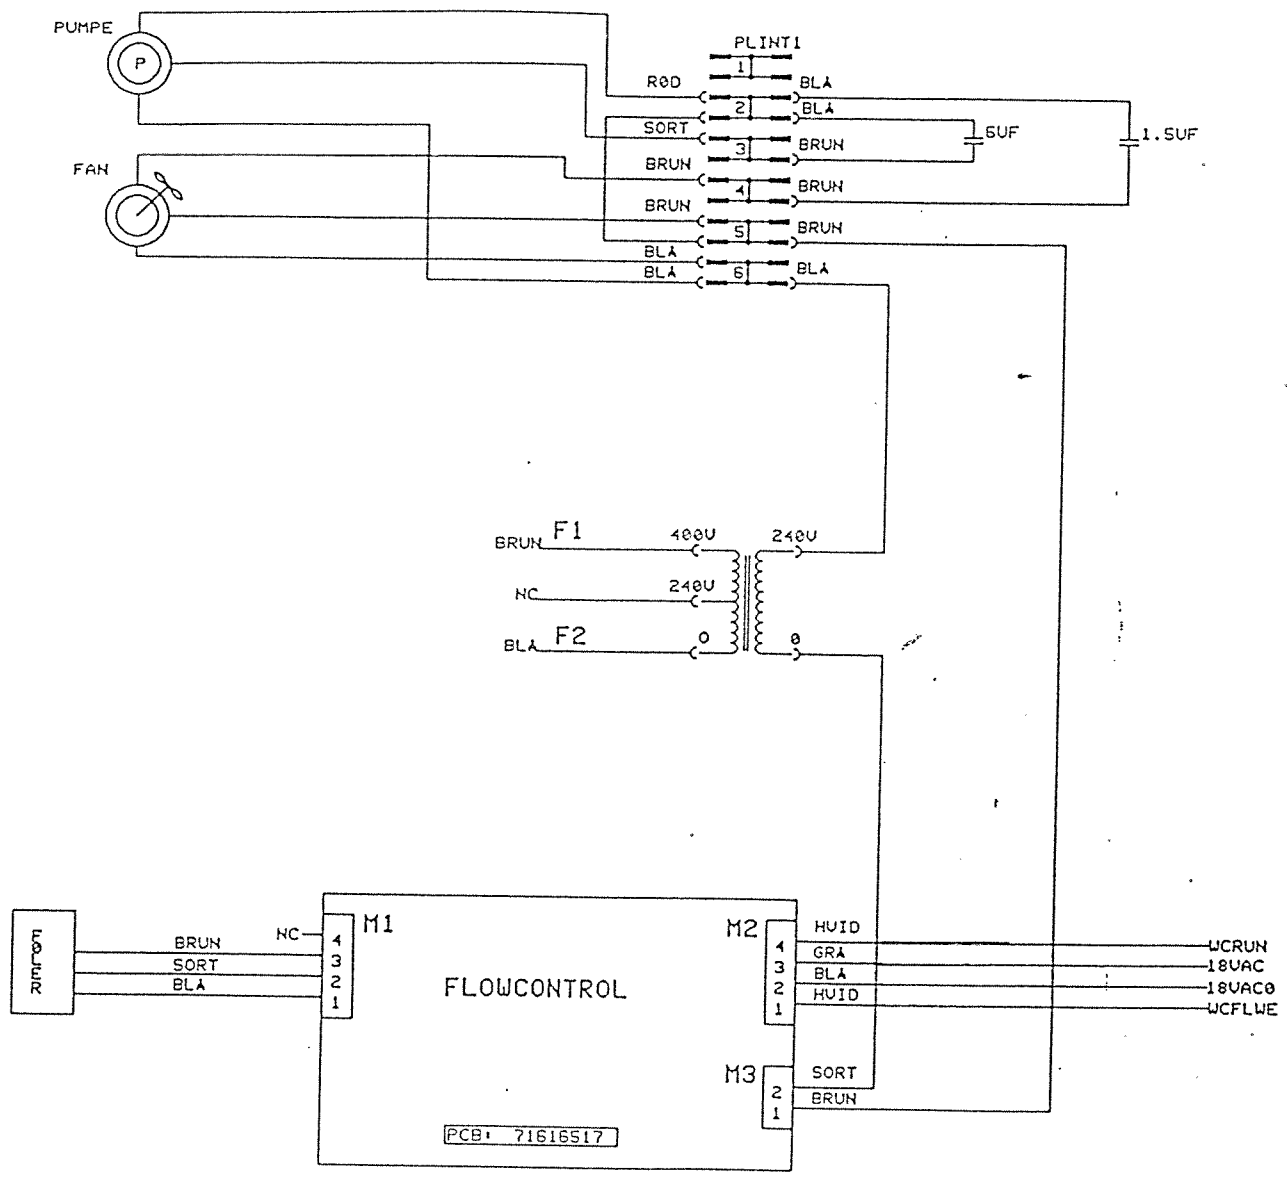 PUMPE
P
PLINT1
1
RØD
BLÅ
2
BLÅ
SORT
6UF
1.5UF
3
BRUN
BRUN
FAN
4
BRUN
BRUN
5
BRUN
BLÅ
BLÅ
6
BLÅ
BRUN F1
400V
240V
NC
240V
BLÅ F2
0
0
FØLER
BRUN
SORT
BLÅ
NC
4
3
2
1
M1
FLOWCONTROL
M2
4
3
2
1
HVID
GRÅ
BLÅ
HVID
WCRUN
18VAC
18VAC0
WCFLWE
M3
2
1
SORT
BRUN
PCB: 71616517